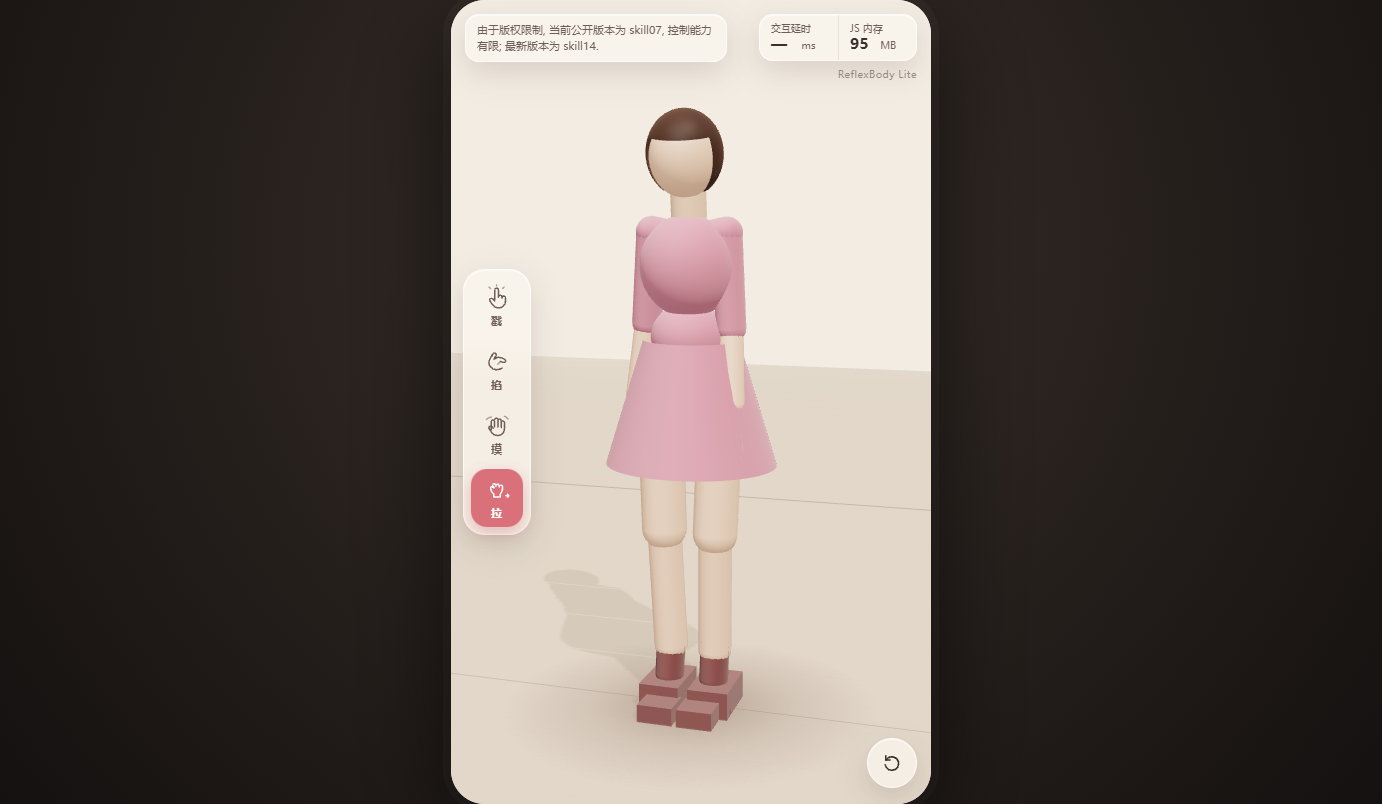 由于版权限制, 当前公开版本为 skill07, 控制能力
有限; 最新版本为 skill14.
交互延时
— ms
JS 内存
95 MB
ReflexBody Lite
戳
掐
摸
拉